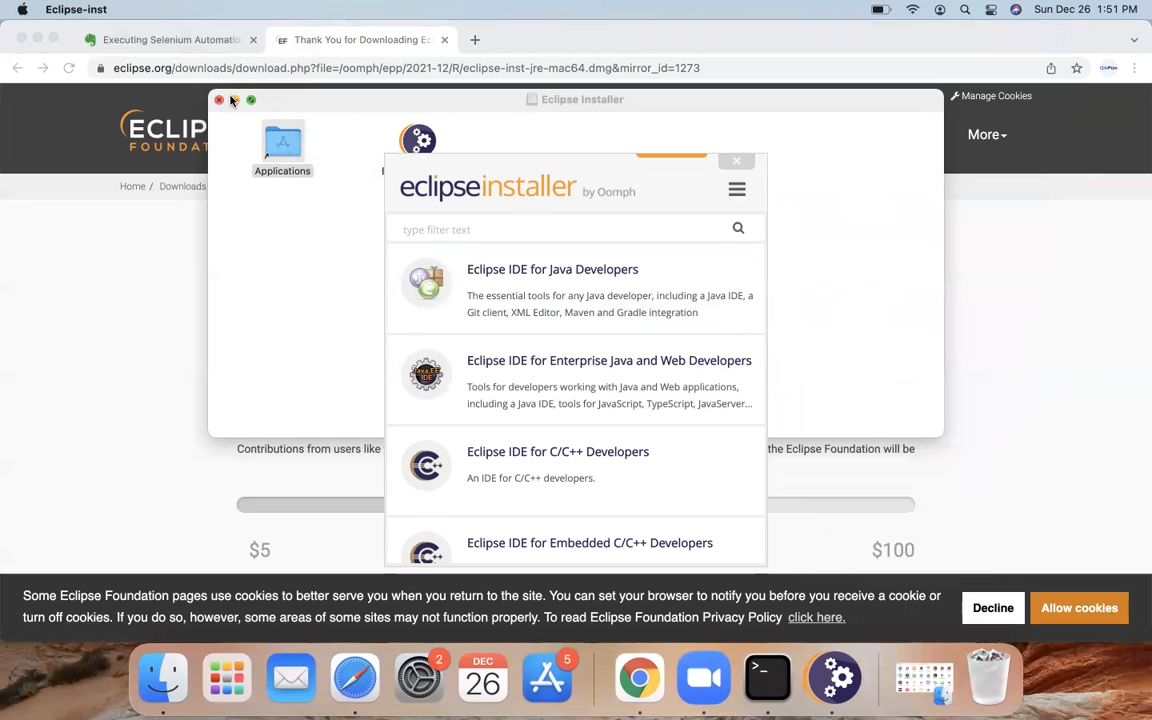 Eclipse-inst
Sun Dec 26 1:51 PM
Executing Selenium Automatio
EF Thank You for Downloading Ec
eclipse.org/downloads/download.php?file=/oomph/epp/2021-12/R/eclipse-inst-jre-mac64.dmg&mirror_id=1273
Eclipse Installer
Manage Cookies
ECLIP
FOUNDA
More
Applications
Home / Downloads
eclipseinstaller by Oomph
type filter text
Eclipse IDE for Java Developers
The essential tools for any Java developer, including a Java IDE, a
Git client, XML Editor, Maven and Gradle integration
Eclipse IDE for Enterprise Java and Web Developers
Java EE
IDE
Tools for developers working with Java and Web applications,
including a Java IDE, tools for JavaScript, TypeScript, JavaServer...
Contributions from users like
the Eclipse Foundation will be
Eclipse IDE for C/C++ Developers
C++
An IDE for C/C++ developers.
$5
$100
Eclipse IDE for Embedded C/C++ Developers
C++
Some Eclipse Foundation pages use cookies to better serve you when you return to the site. You can set your browser to notify you before you receive a cookie or
turn off cookies. If you do so, however, some areas of some sites may not function properly. To read Eclipse Foundation Privacy Policy click here.
Decline
Allow cookies
2
DEC
26
5
>_